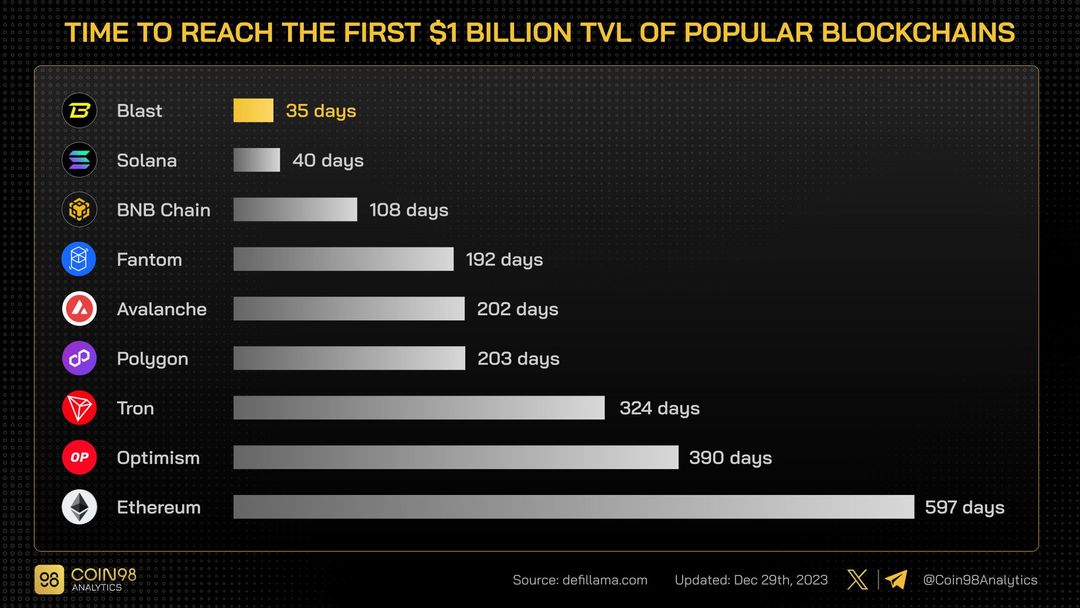 TIME TO REACH THE FIRST $1 BILLION TVL OF POPULAR BLOCKCHAINS
B Blast 35 days
Solana 40 days
BNB Chain 108 days
Fantom 192 days
Avalanche 202 days
Polygon 203 days
Tron 324 days
OP Optimism 390 days
Ethereum 597 days
98 COIN98
ANALYTICS
Source: defillama.com Updated: Dec 29th, 2023 X @Coin98Analytics